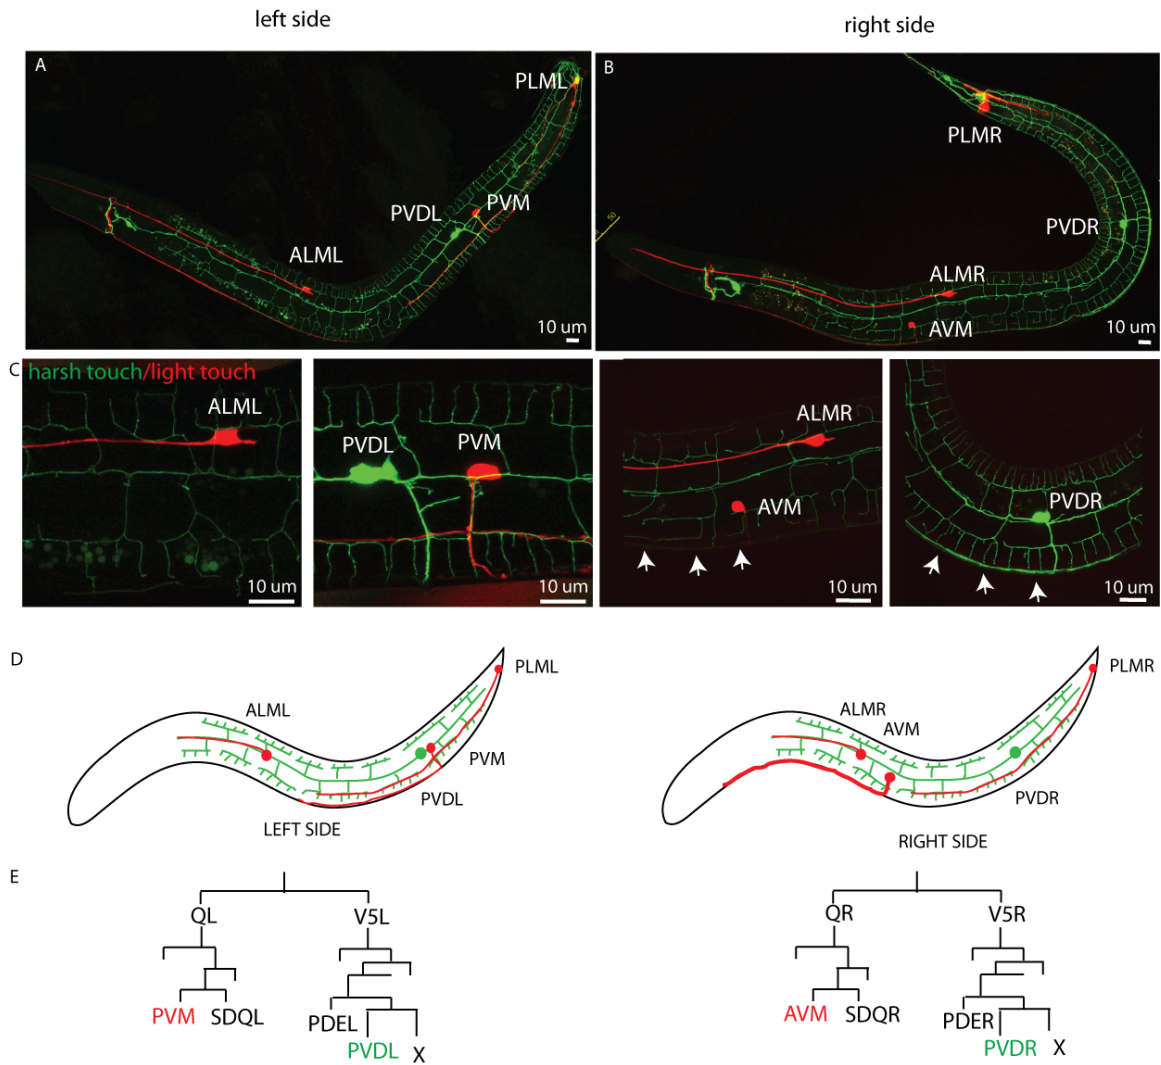 left side
right side
A
PLML
PVDL
PVM
ALML
10 um
B
PLMR
PVDR
ALMR
AVM
50
10 um
C
harsh touch/light touch
ALML
10 um
PVDL
PVM
10 um
ALMR
AVM
10 um
PVDR
10 um
D
PLML
ALML
PVM
PVDL
LEFT SIDE
PLMR
ALMR
AVM
PVDR
RIGHT SIDE
E
QL
V5L
PVM
SDQL
PDEL
PVDL
X
QR
V5R
AVM
SDQR
PDER
PVDR
X